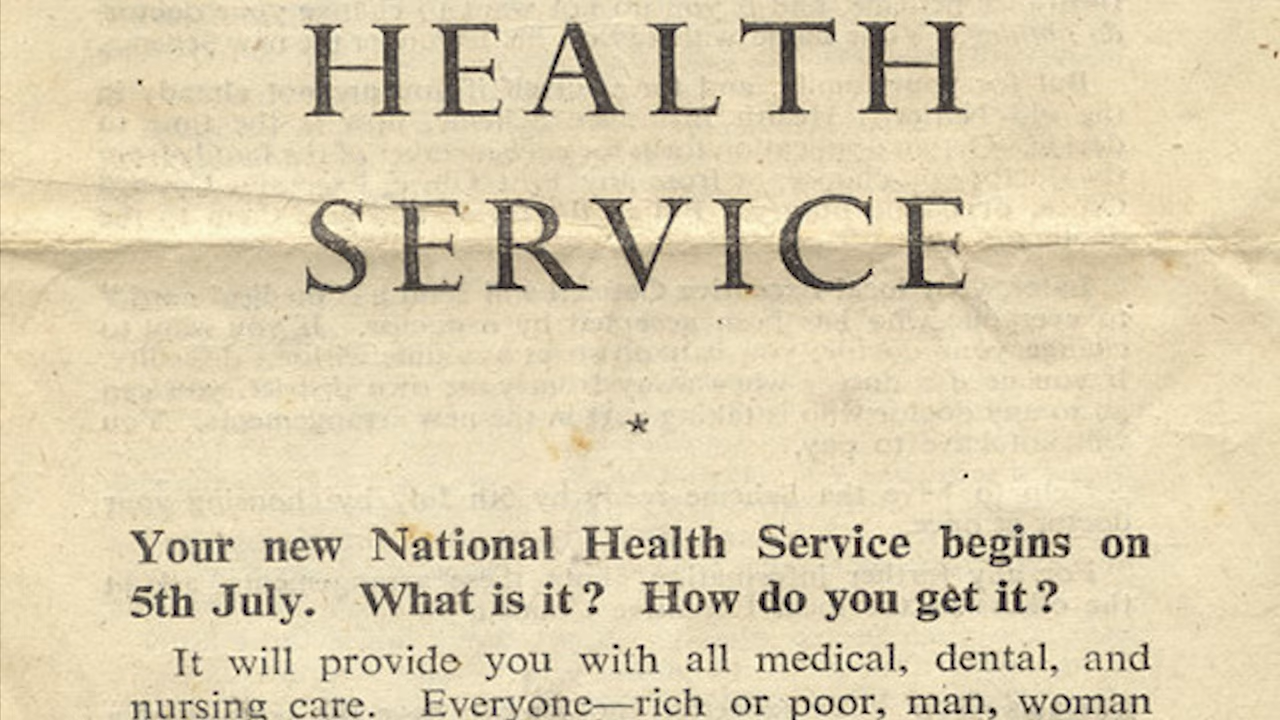 HEALTH
SERVICE
*
Your new National Health Service begins on
5th July. What is it? How do you get it?
It will provide you with all medical, dental, and
nursing care. Everyone—rich or poor, man, woman